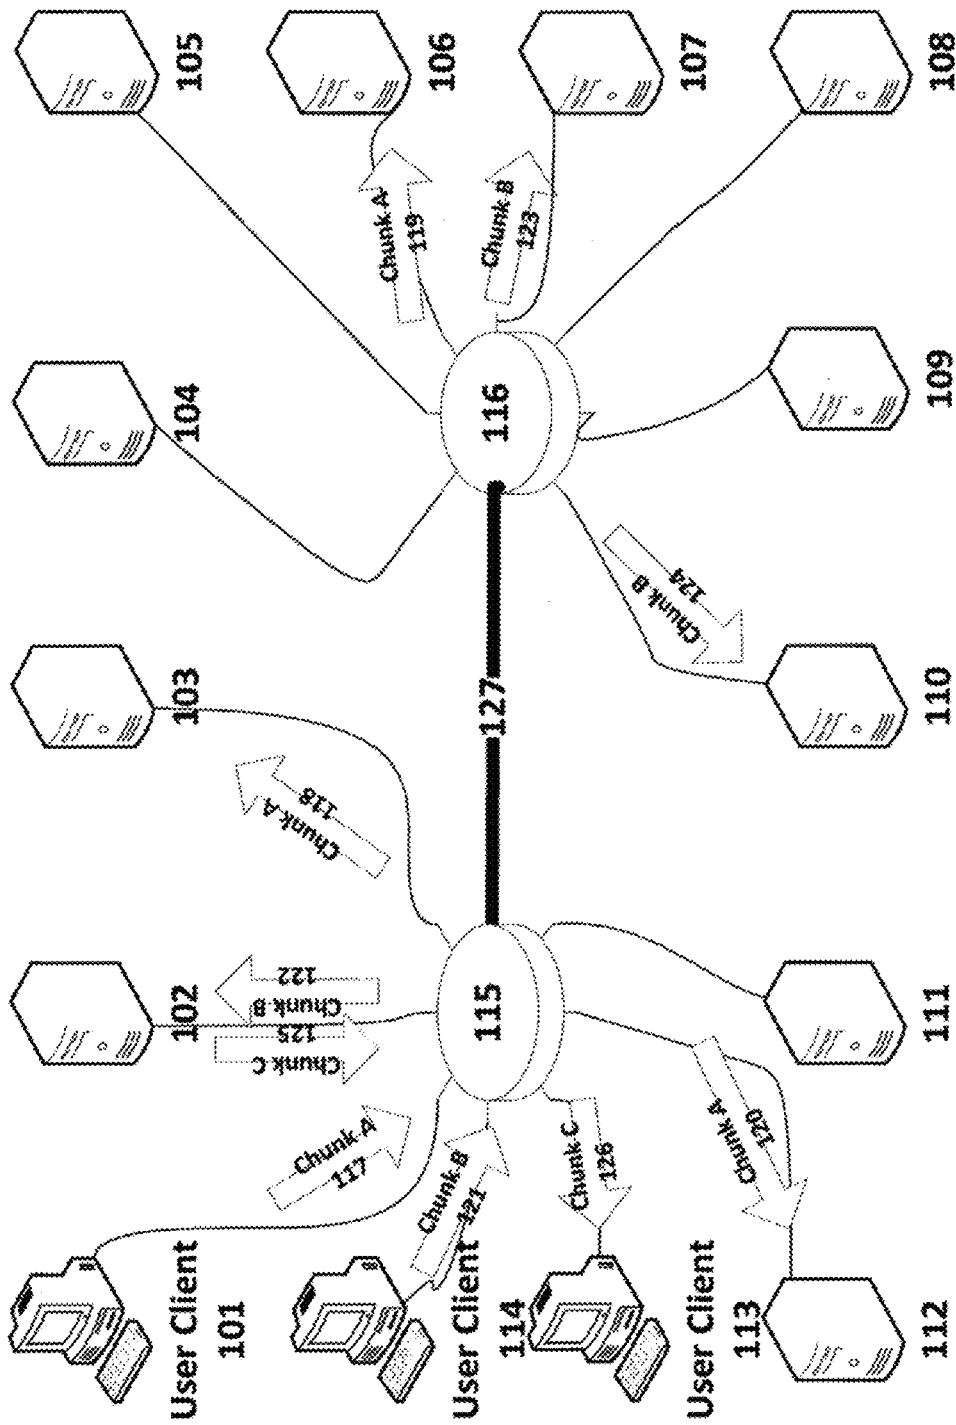 User Client
101
102
103
104
105
Chunk A
117
Chunk C
125
Chunk B
122
Chunk A
118
Chunk A
119
106
User Client
114
Chunk B
121
115
127
116
Chunk B
123
107
User Client
113
Chunk C
126
Chunk A
120
Chunk B
124
112
111
110
109
108